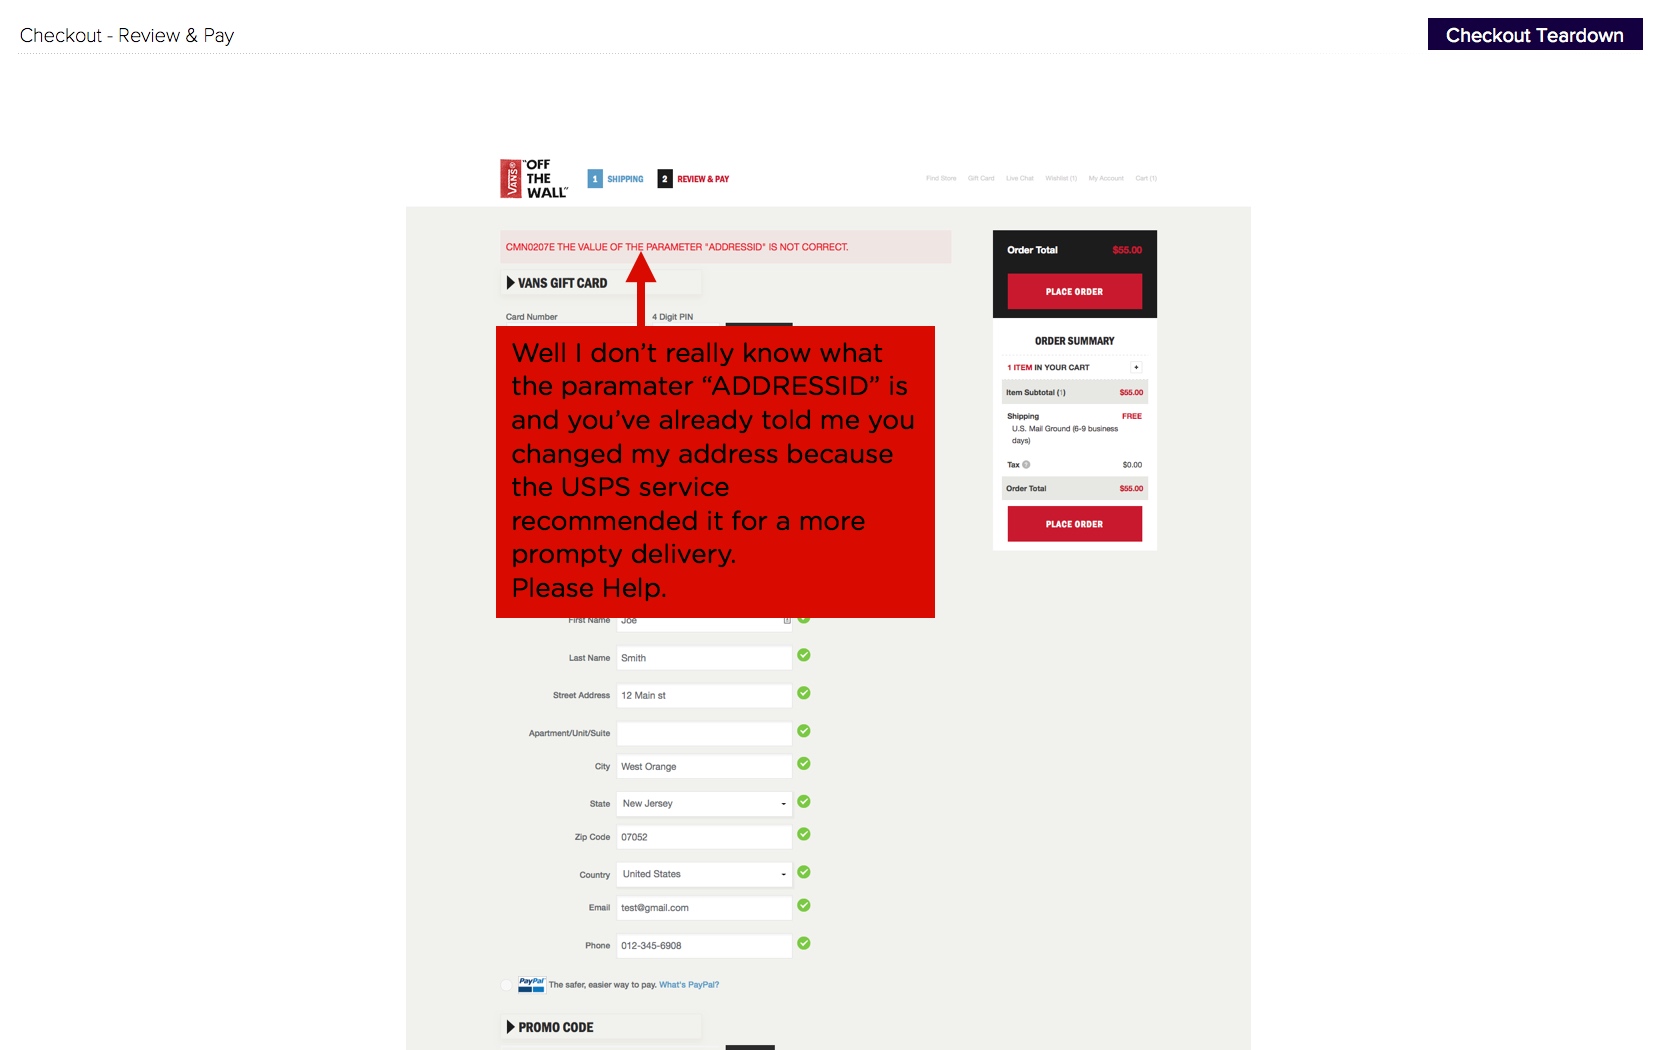 Checkout - Review & Pay
Checkout Teardown
VANS
"OFF
THE
WALL"
1 SHIPPING 2 REVIEW & PAY
Find Store Gift Card Live Chat Wishlist (1) My Account Cart (1)
CMN0207E THE VALUE OF THE PARAMETER "ADDRESSID" IS NOT CORRECT.
VANS GIFT CARD
Card Number 4 Digit PIN
Well I don't really know what
the paramater “ADDRESSID” is
and you've already told me you
changed my address because
the USPS service
recommended it for a more
prompty delivery.
Please Help.
First Name Joe
Last Name Smith
Street Address 12 Main st
Apartment/Unit/Suite
City West Orange
State New Jersey
Zip Code 07052
Country United States
Email test@gmail.com
Phone 012-345-6908
PayPal The safer, easier way to pay. What's PayPal?
PROMO CODE
Order Total $55.00
PLACE ORDER
ORDER SUMMARY
1 ITEM IN YOUR CART +
Item Subtotal (1) $55.00
Shipping FREE
U.S. Mail Ground (6-9 business
days)
Tax ? $0.00
Order Total $55.00
PLACE ORDER